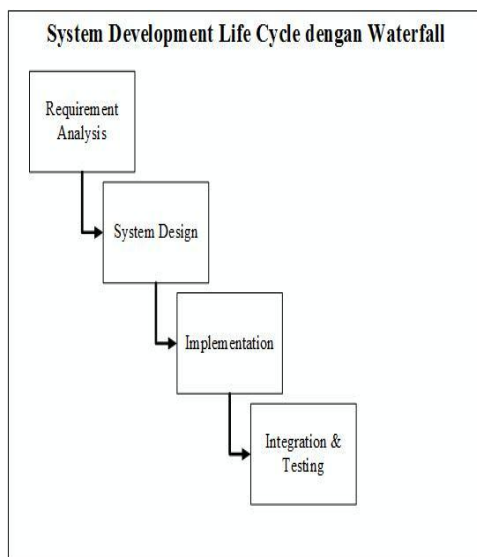 System Development Life Cycle dengan Waterfall
Requirement
Analysis
System Design
Implementation
Integration &
Testing